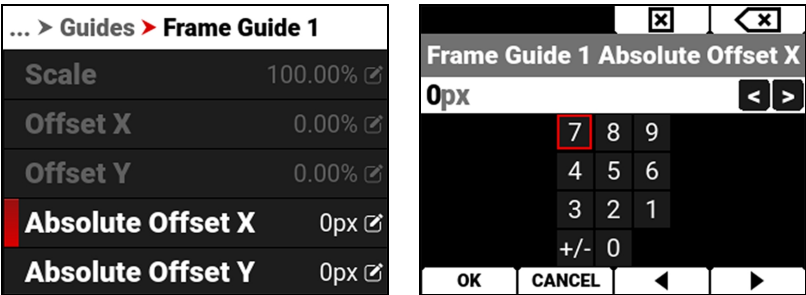 ... > Guides > Frame Guide 1
Scale 100.00%
Offset X 0.00%
Offset Y 0.00%
Absolute Offset X 0px
Absolute Offset Y 0px
Frame Guide 1 Absolute Offset X
0px < >
7 8 9
4 5 6
3 2 1
+/- 0
OK CANCEL